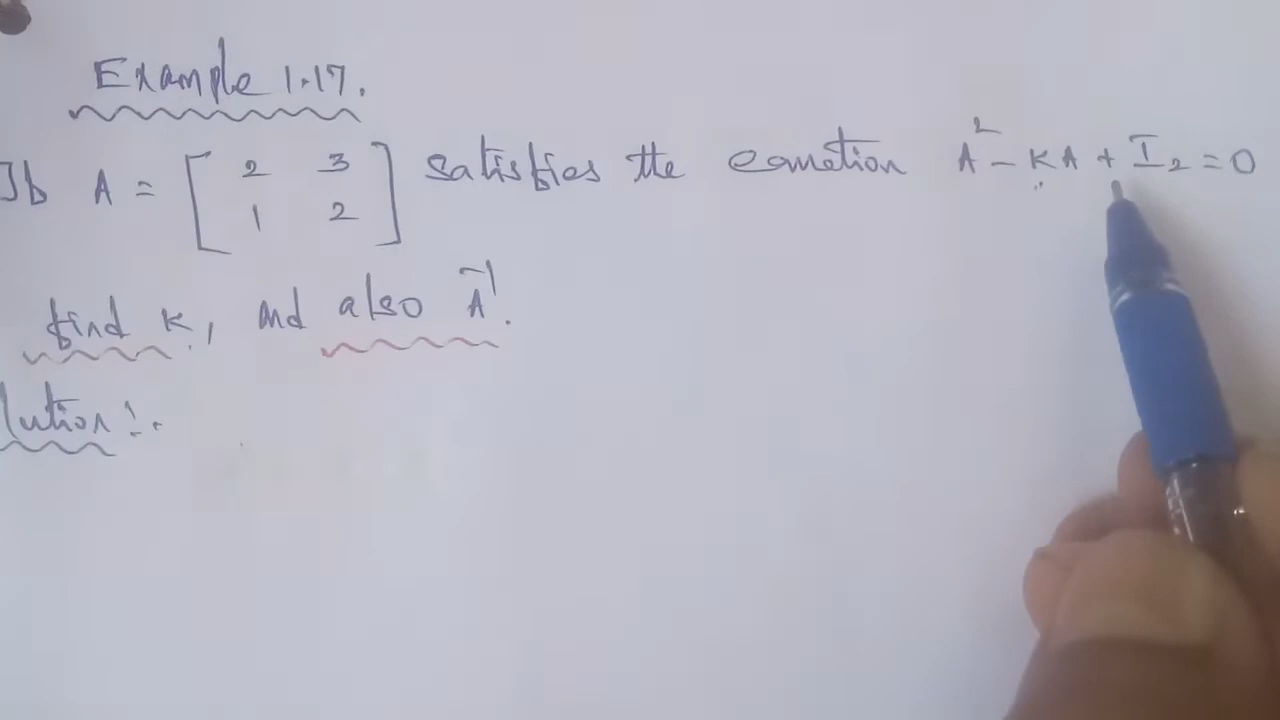 Example 1.17.
If A = [ 2 3 ; 1 2 ] satisfies the equation A² - KA + I₂ = 0
find K, and also A⁻¹.
lution:-